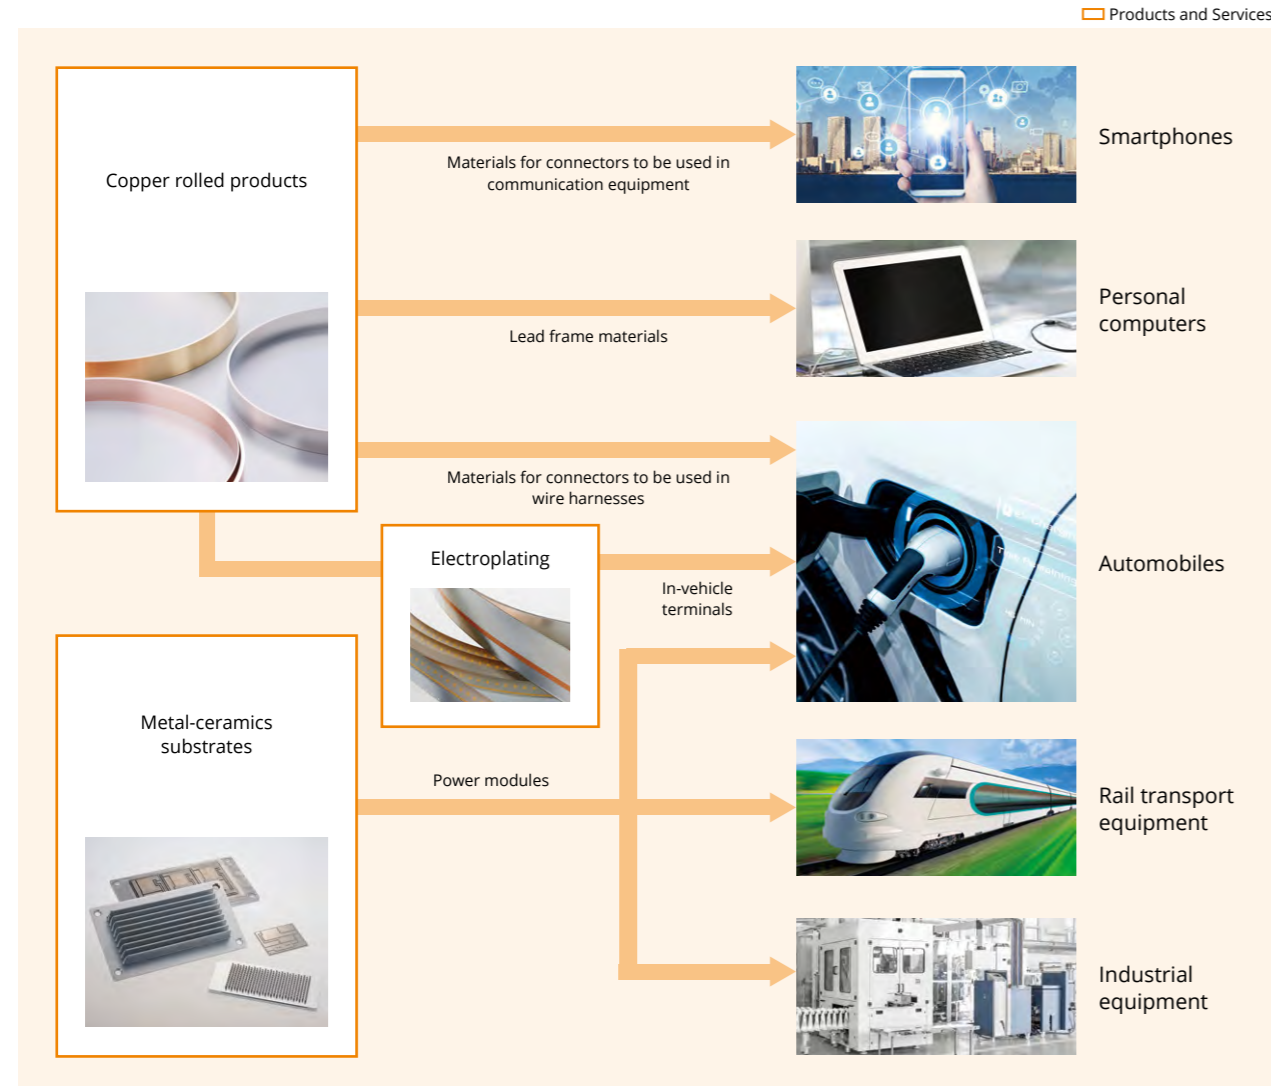 Products and Services
Copper rolled products
Materials for connectors to be used in
communication equipment
Smartphones
Lead frame materials
Personal
computers
Materials for connectors to be used in
wire harnesses
Electroplating
In-vehicle
terminals
Automobiles
Metal-ceramics
substrates
Power modules
Rail transport
equipment
Industrial
equipment